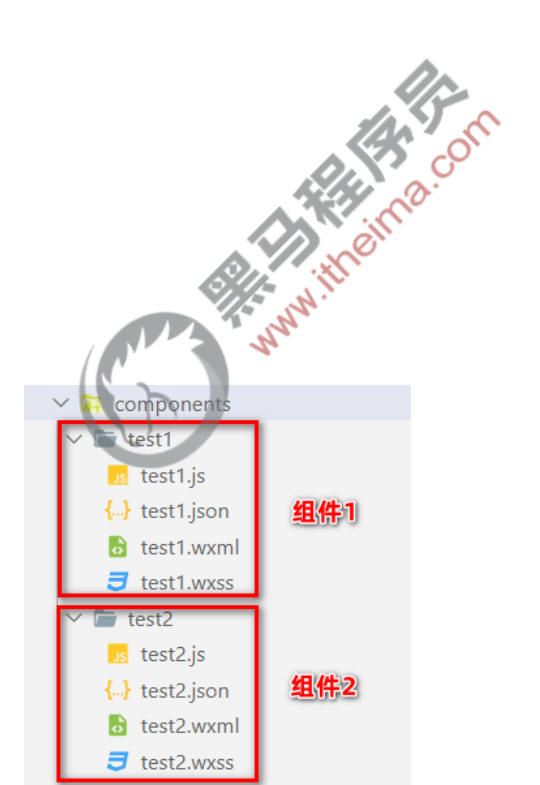 黑马程序员
www.itheima.com
components
test1
JS test1.js
{...} test1.json
组件1
<> test1.wxml
test1.wxss
test2
JS test2.js
{...} test2.json
组件2
<> test2.wxml
test2.wxss